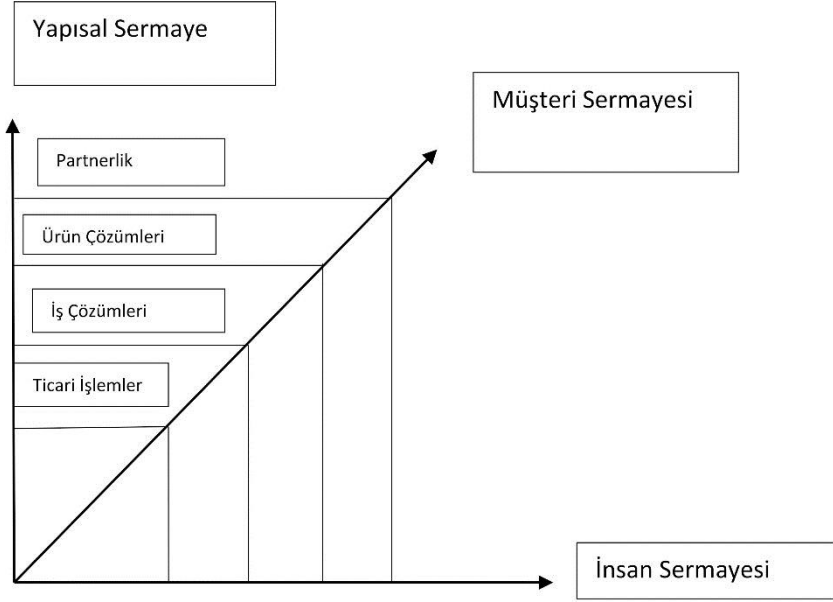 Yapısal Sermaye
Müşteri Sermayesi
Partnerlik
Ürün Çözümleri
İş Çözümleri
Ticari İşlemler
İnsan Sermayesi